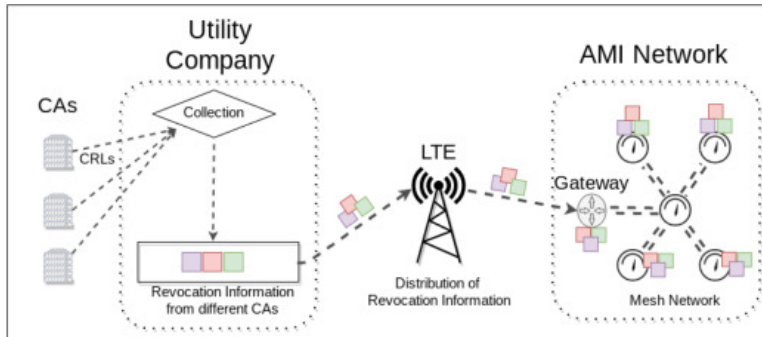 Utility
Company
AMI Network
CAs
Collection
CRLs
LTE
Gateway
Revocation Information
from different CAs
Distribution of
Revocation Information
Mesh Network